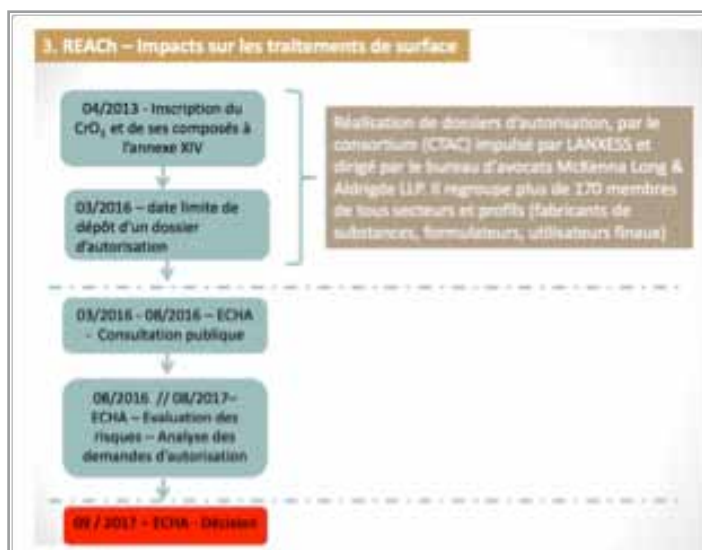 3. REACh – Impacts sur les traitements de surface
04/2013 - Inscription du
CrO₃ et de ses composés à
l'annexe XIV
Réalisation de dossiers d'autorisation, par le
consortium (CTAC) impulsé par LANXESS et
dirigé par le bureau d'avocats McKenna Long &
Aldrigde LLP. Il regroupe plus de 170 membres
de tous secteurs et profils (fabricants de
substances, formulateurs, utilisateurs finaux)
03/2016 – date limite de
dépôt d'un dossier
d'autorisation
03/2016 - 08/2016 – ECHA
- Consultation publique
08/2016 // 08/2017–
ECHA – Evaluation des
risques – Analyse des
demandes d'autorisation
09 / 2017 – ECHA - Décision